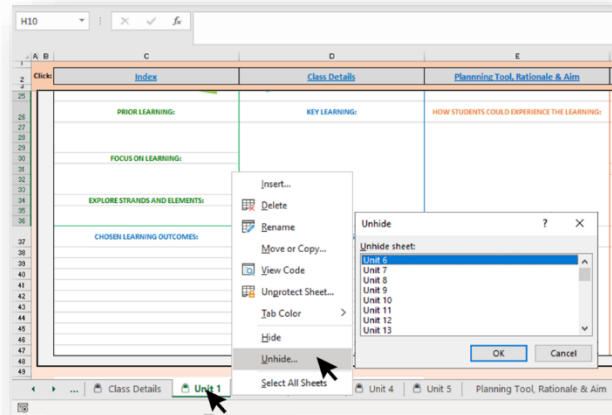 H10
fx
A B C D E
1
2 Click: Index Class Details Plannning Tool, Rationale & Aim
3
25
26 PRIOR LEARNING: KEY LEARNING: HOW STUDENTS COULD EXPERIENCE THE LEARNING:
27
28
29
30 FOCUS ON LEARNING:
31
32
33
34 EXPLORE STRANDS AND ELEMENTS:
35
36
37 CHOSEN LEARNING OUTCOMES:
38
39
40
41
42
43
44
45
46
47
48
49
Insert...
Delete
Rename
Move or Copy...
View Code
Unprotect Sheet...
Tab Color
Hide
Unhide...
Select All Sheets
Unhide ? ×
Unhide sheet:
Unit 6
Unit 7
Unit 8
Unit 9
Unit 10
Unit 11
Unit 12
Unit 13
OK Cancel
... Class Details Unit 1 Unit 4 Unit 5 Planning Tool, Rationale & Aim